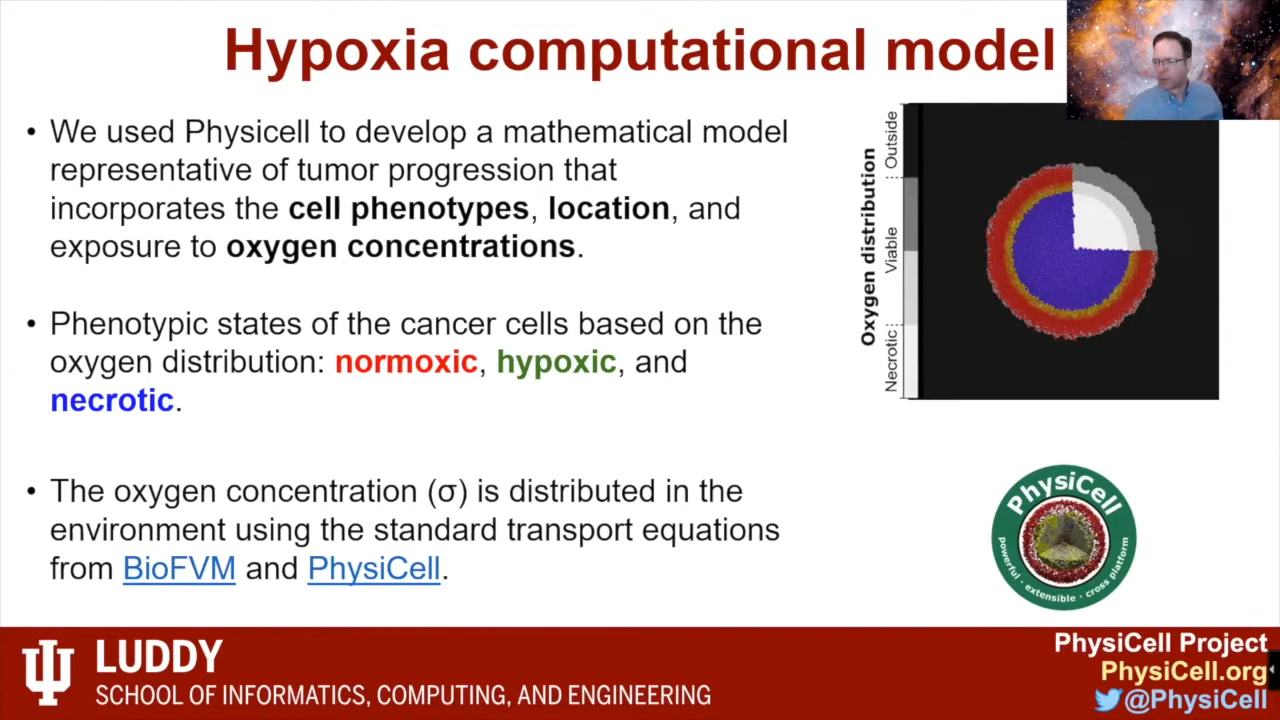 Hypoxia computational model
• We used Physicell to develop a mathematical model
representative of tumor progression that
incorporates the cell phenotypes, location, and
exposure to oxygen concentrations.
• Phenotypic states of the cancer cells based on the
oxygen distribution: normoxic, hypoxic, and
necrotic.
• The oxygen concentration (σ) is distributed in the
environment using the standard transport equations
from BioFVM and PhysiCell.
Oxygen distribution
Outside
Viable
Necrotic
PhysiCell
powerful · extensible · cross platform
LUDDY
SCHOOL OF INFORMATICS, COMPUTING, AND ENGINEERING
PhysiCell Project
PhysiCell.org
@PhysiCell